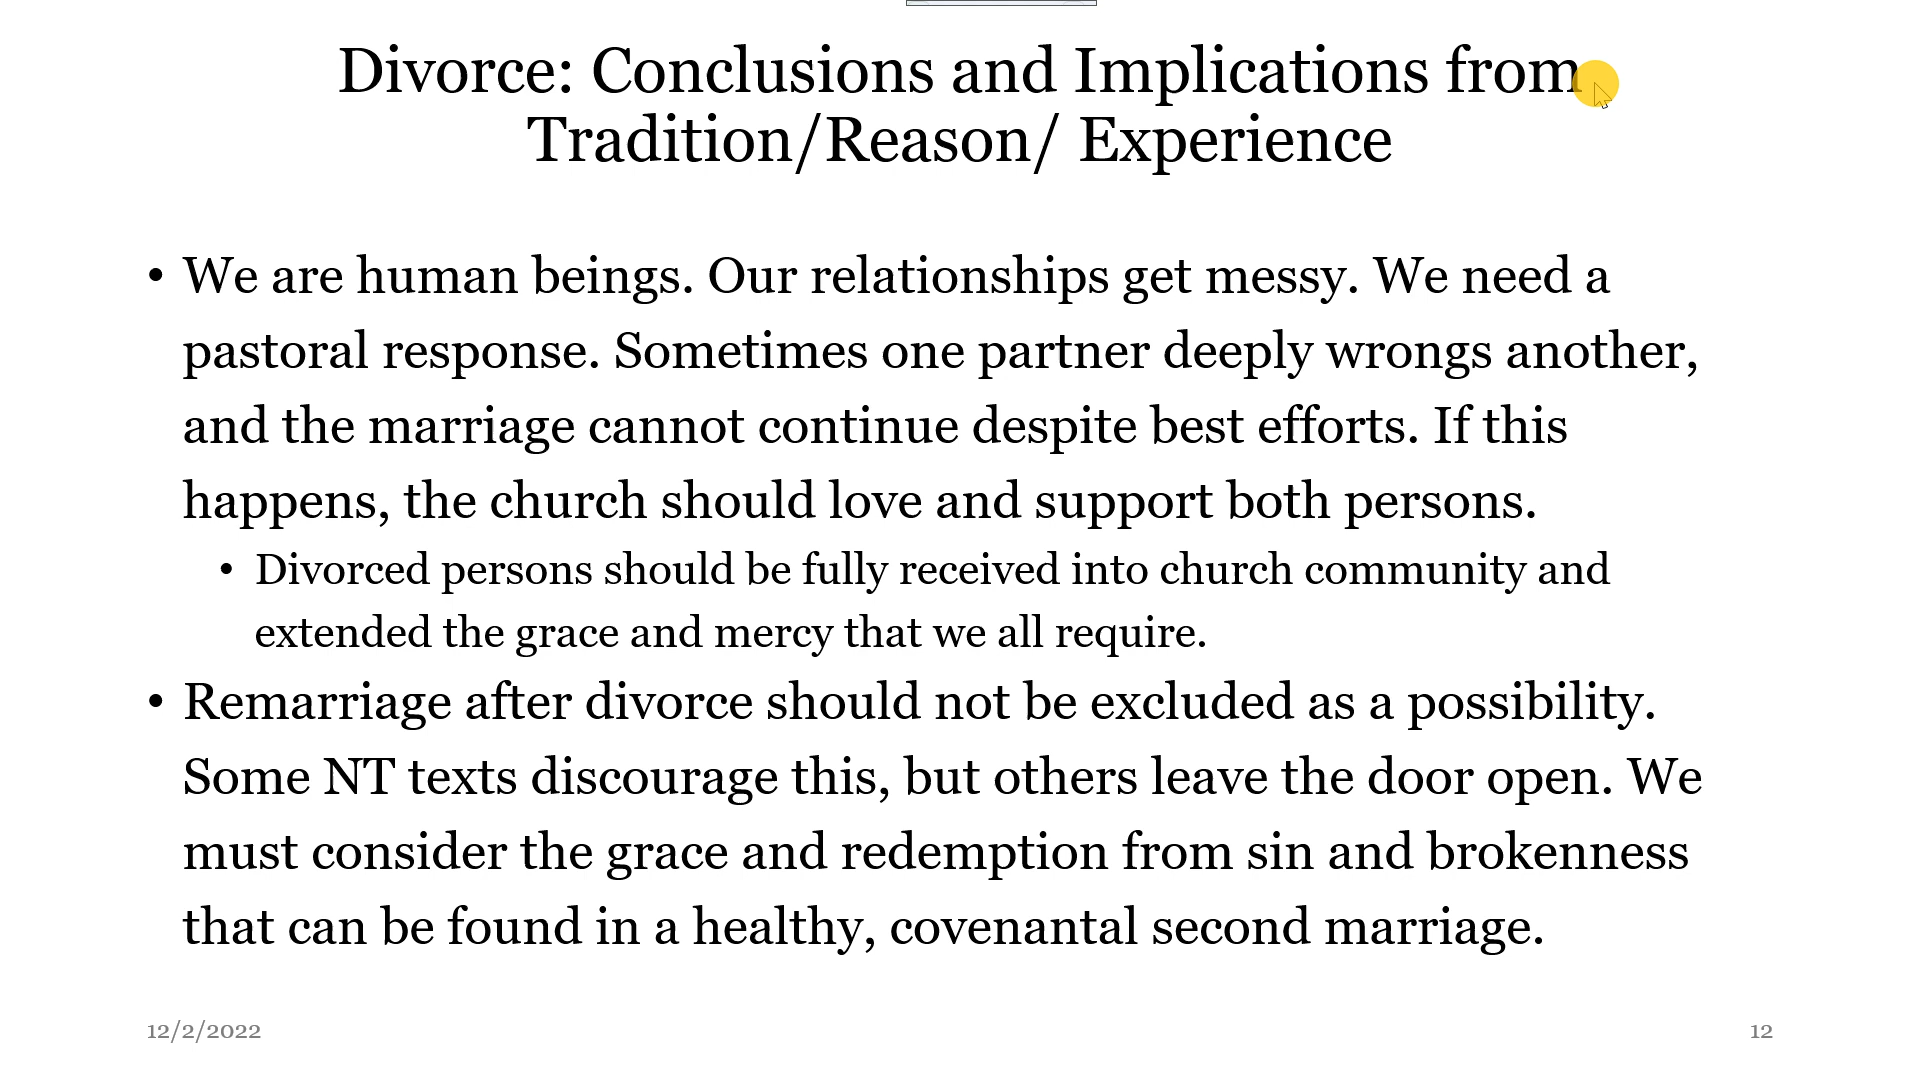 Divorce: Conclusions and Implications from
Tradition/Reason/ Experience
• We are human beings. Our relationships get messy. We need a
pastoral response. Sometimes one partner deeply wrongs another,
and the marriage cannot continue despite best efforts. If this
happens, the church should love and support both persons.
• Divorced persons should be fully received into church community and
extended the grace and mercy that we all require.
• Remarriage after divorce should not be excluded as a possibility.
Some NT texts discourage this, but others leave the door open. We
must consider the grace and redemption from sin and brokenness
that can be found in a healthy, covenantal second marriage.
12/2/2022
12